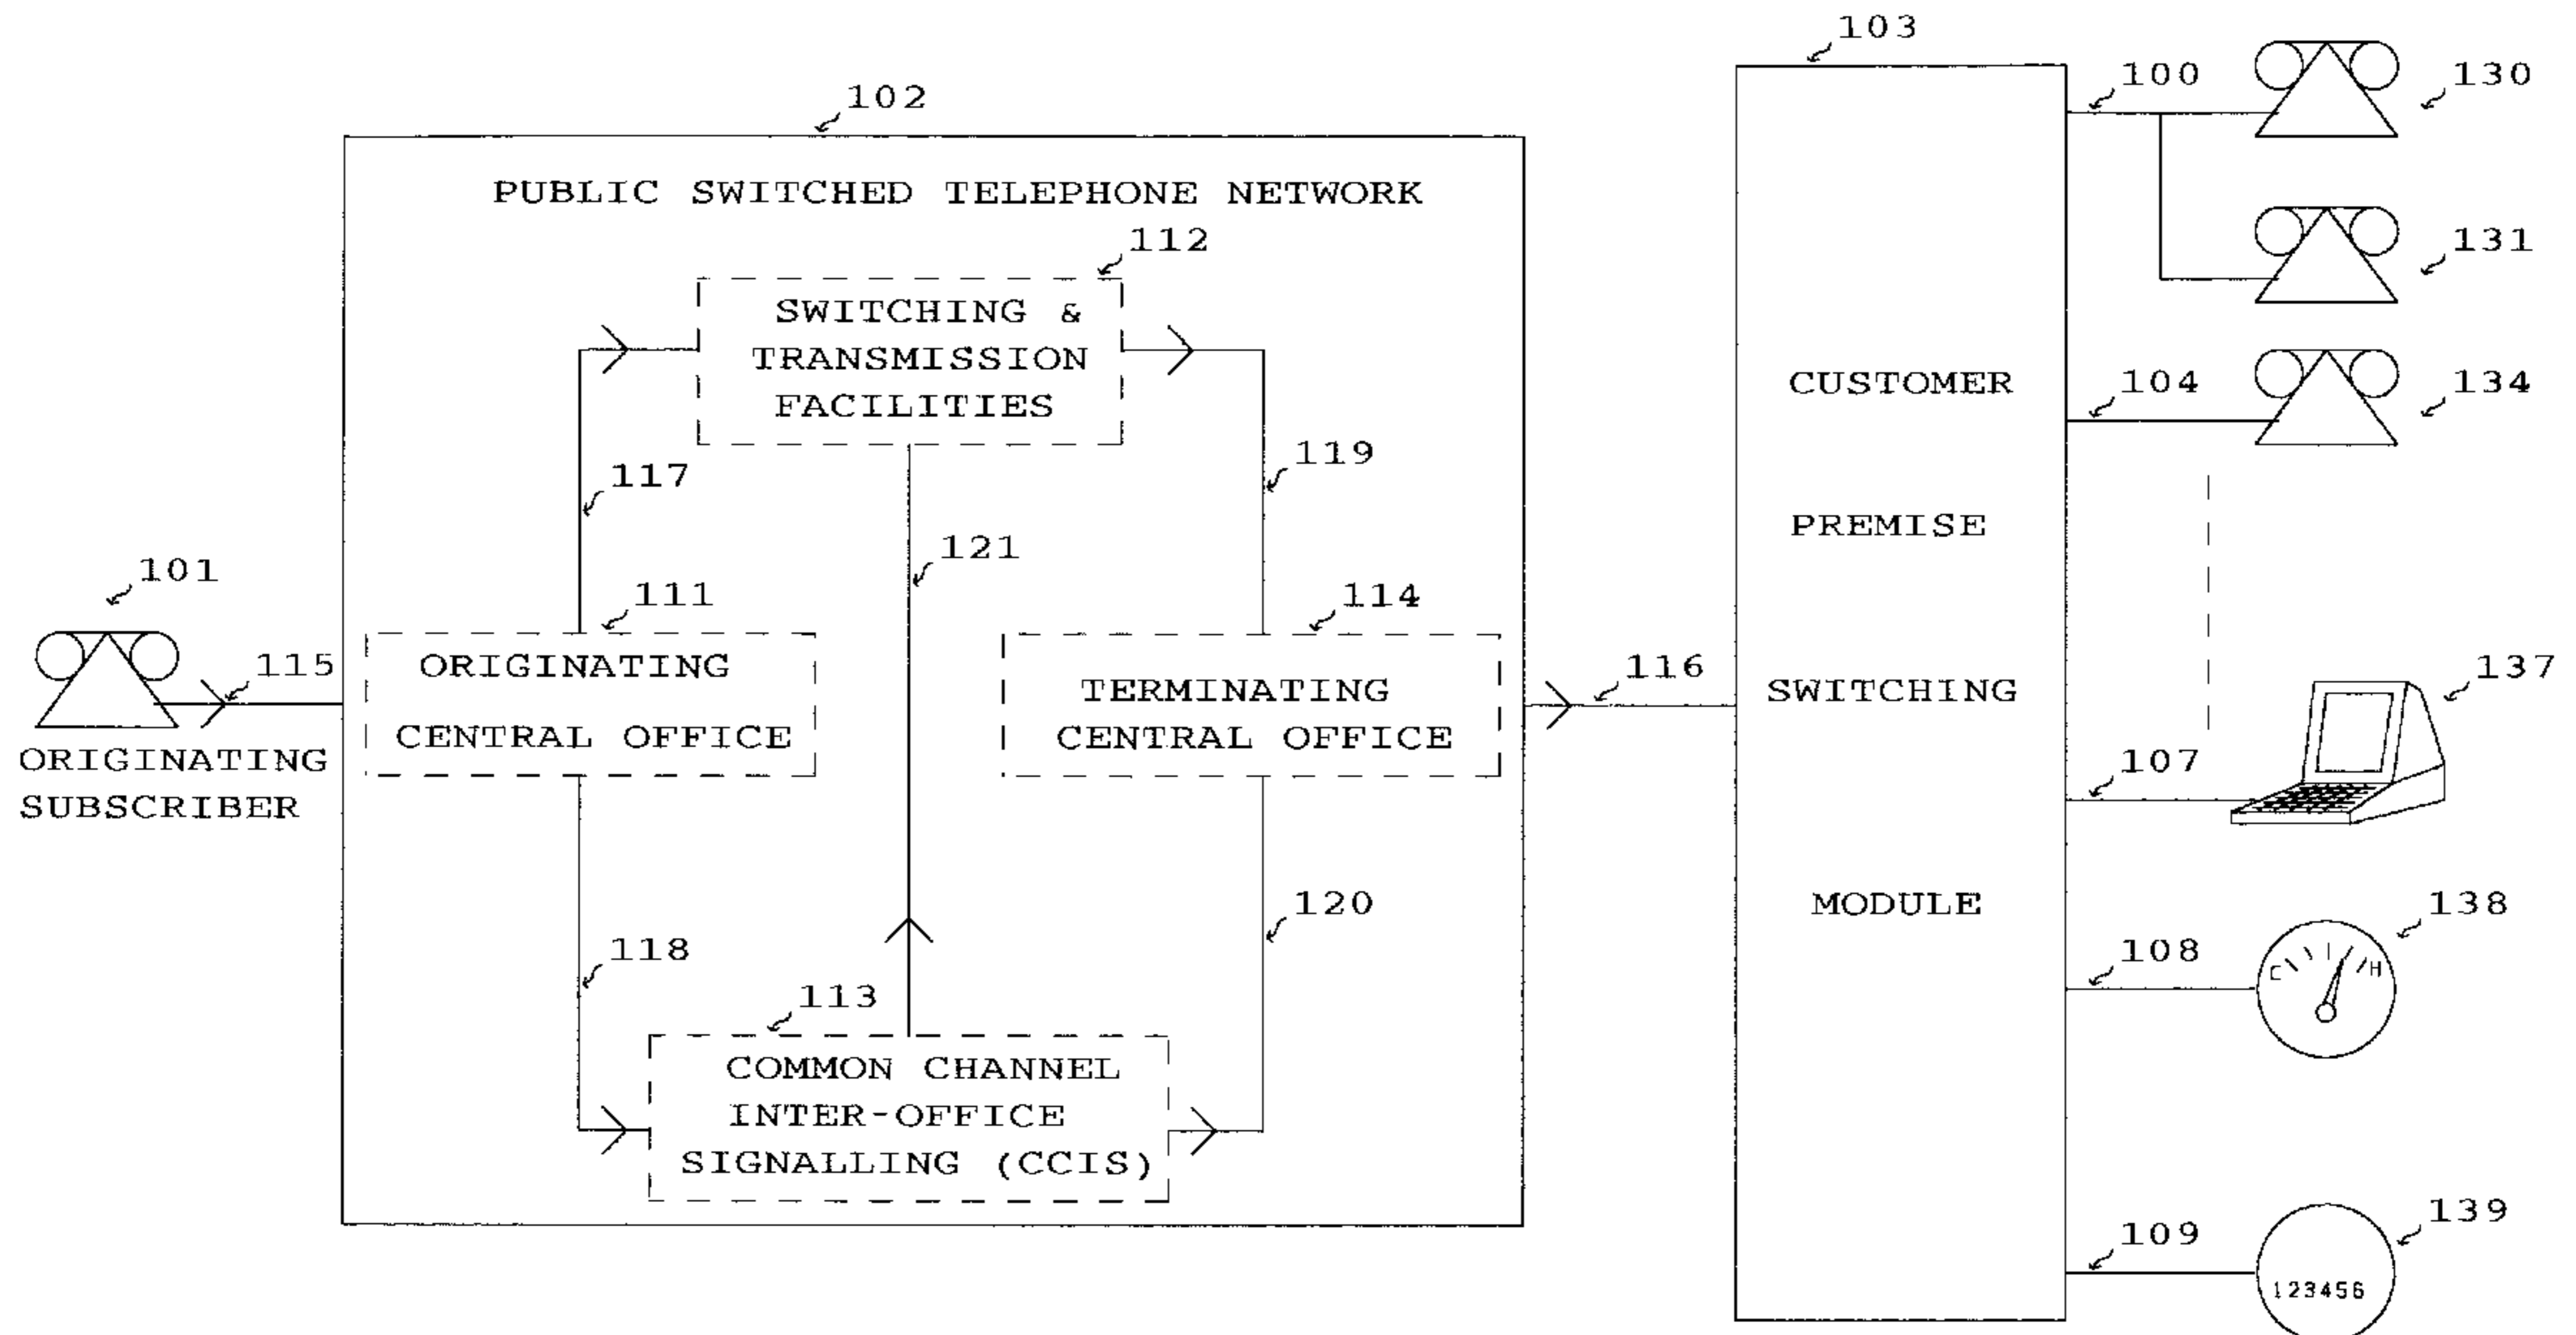 103
100
130
102
PUBLIC SWITCHED TELEPHONE NETWORK
112
131
SWITCHING &
TRANSMISSION
FACILITIES
CUSTOMER
104
134
117
119
PREMISE
121
101
111
114
115
ORIGINATING
CENTRAL OFFICE
TERMINATING
CENTRAL OFFICE
116
SWITCHING
137
ORIGINATING
SUBSCRIBER
107
118
120
MODULE
138
C H
108
113
COMMON CHANNEL
INTER-OFFICE
SIGNALLING (CCIS)
109
139
123456